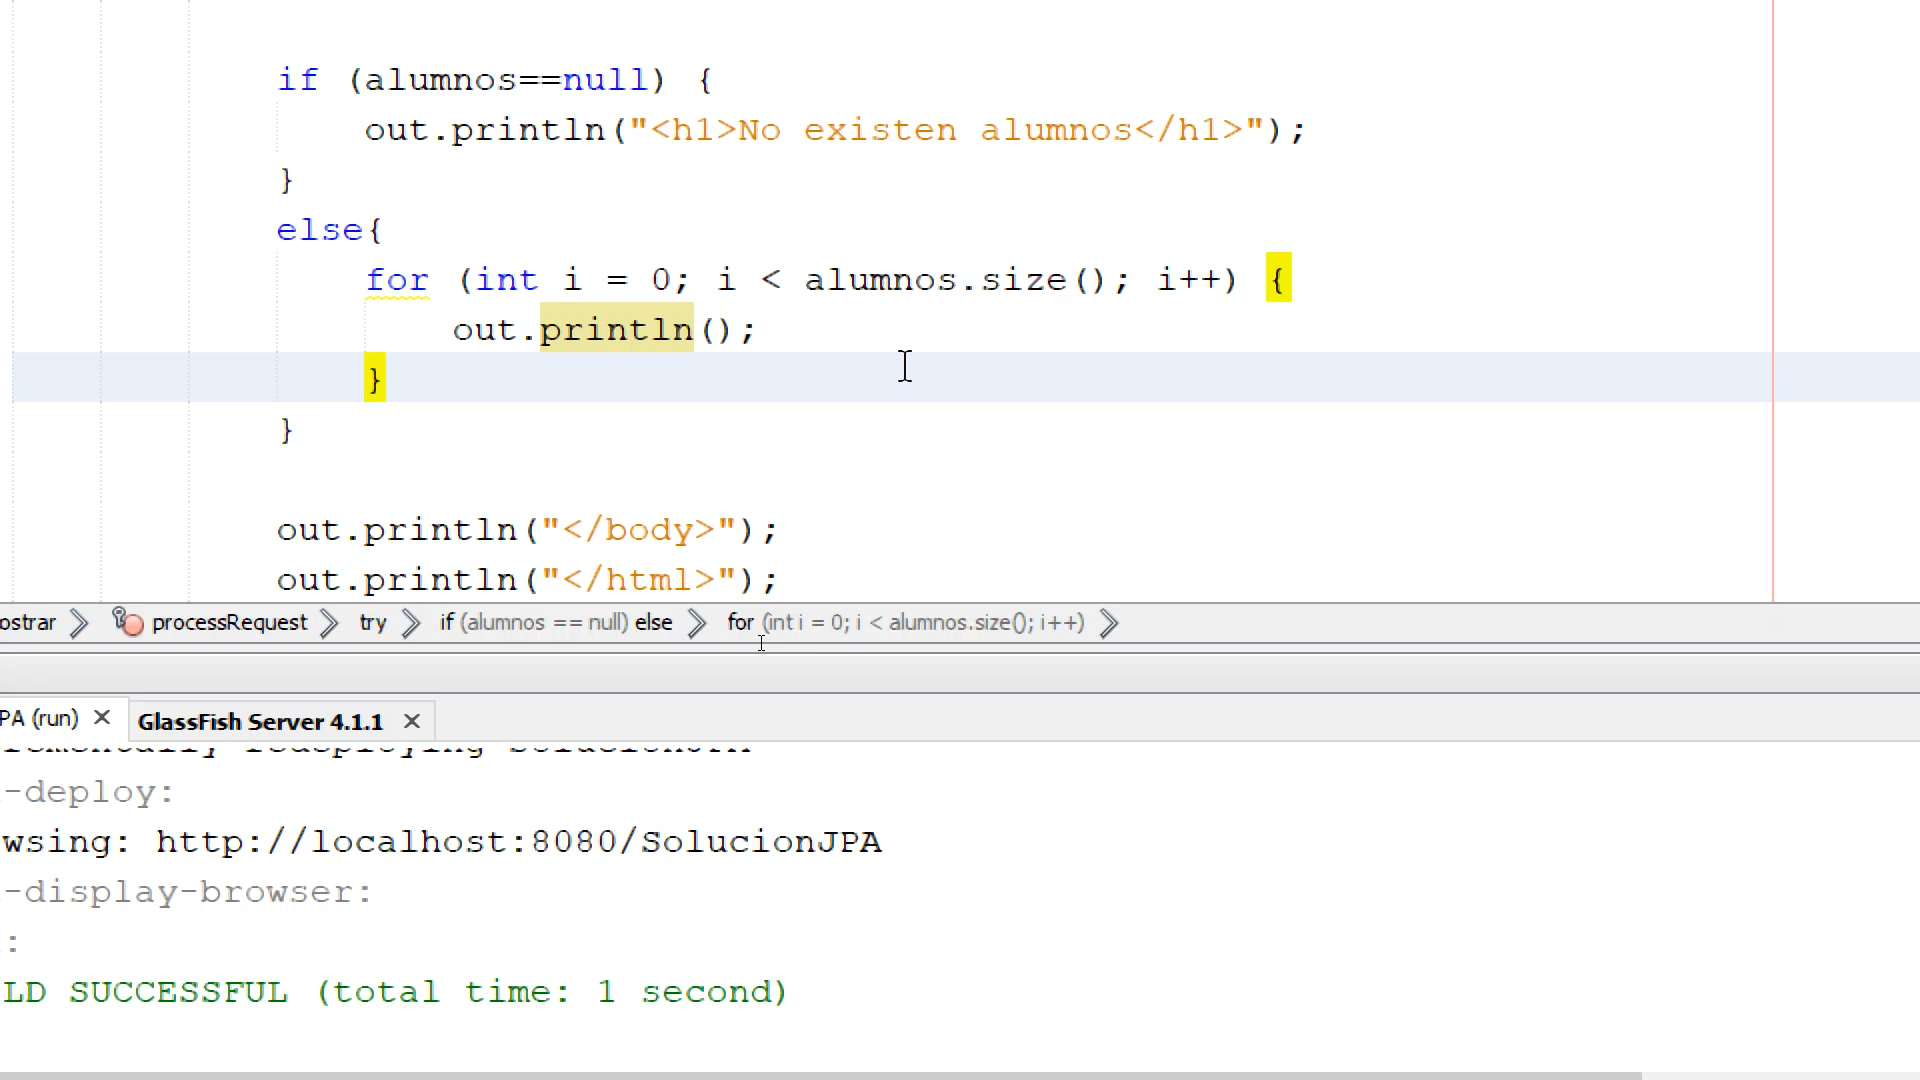 if (alumnos==null) {
out.println("<h1>No existen alumnos</h1>");
}
else{
for (int i = 0; i < alumnos.size(); i++) {
out.println();
}
}
out.println("</body>");
out.println("</html>");
ostrar processRequest try if (alumnos == null) else for (int i = 0; i < alumnos.size(); i++)
PA (run) GlassFish Server 4.1.1
-deploy:
wsing: http://localhost:8080/SolucionJPA
-display-browser:
:
LD SUCCESSFUL (total time: 1 second)